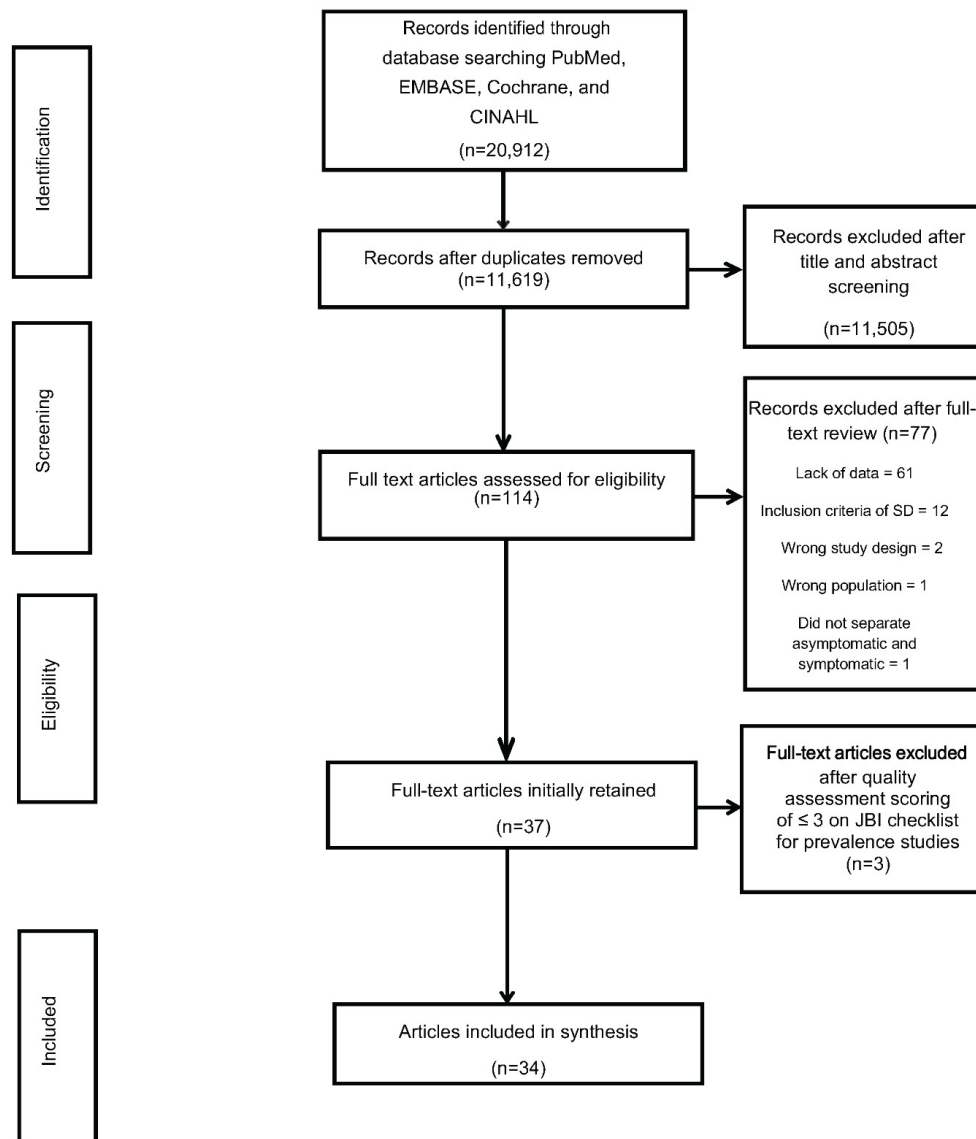 Identification
Records identified through
database searching PubMed,
EMBASE, Cochrane, and
CINAHL
(n=20,912)
Records after duplicates removed
(n=11,619)
Records excluded after
title and abstract
screening
(n=11,505)
Screening
Full text articles assessed for eligibility
(n=114)
Records excluded after full-
text review (n=77)
Lack of data = 61
Inclusion criteria of SD = 12
Wrong study design = 2
Wrong population = 1
Did not separate
asymptomatic and
symptomatic = 1
Eligibility
Full-text articles initially retained
(n=37)
Full-text articles excluded
after quality
assessment scoring
of ≤ 3 on JBI checklist
for prevalence studies
(n=3)
Included
Articles included in synthesis
(n=34)